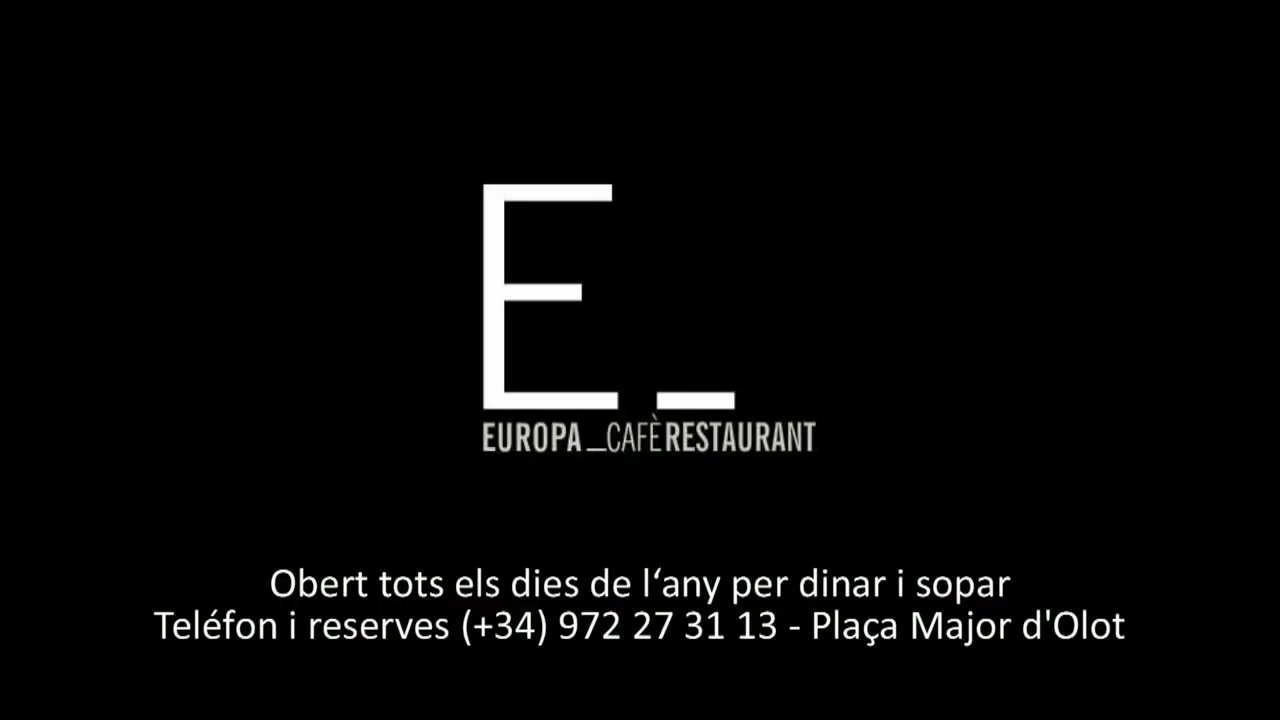 E_
EUROPA_CAFÈRESTAURANT
Obert tots els dies de l‘any per dinar i sopar
Teléfon i reserves (+34) 972 27 31 13 - Plaça Major d'Olot